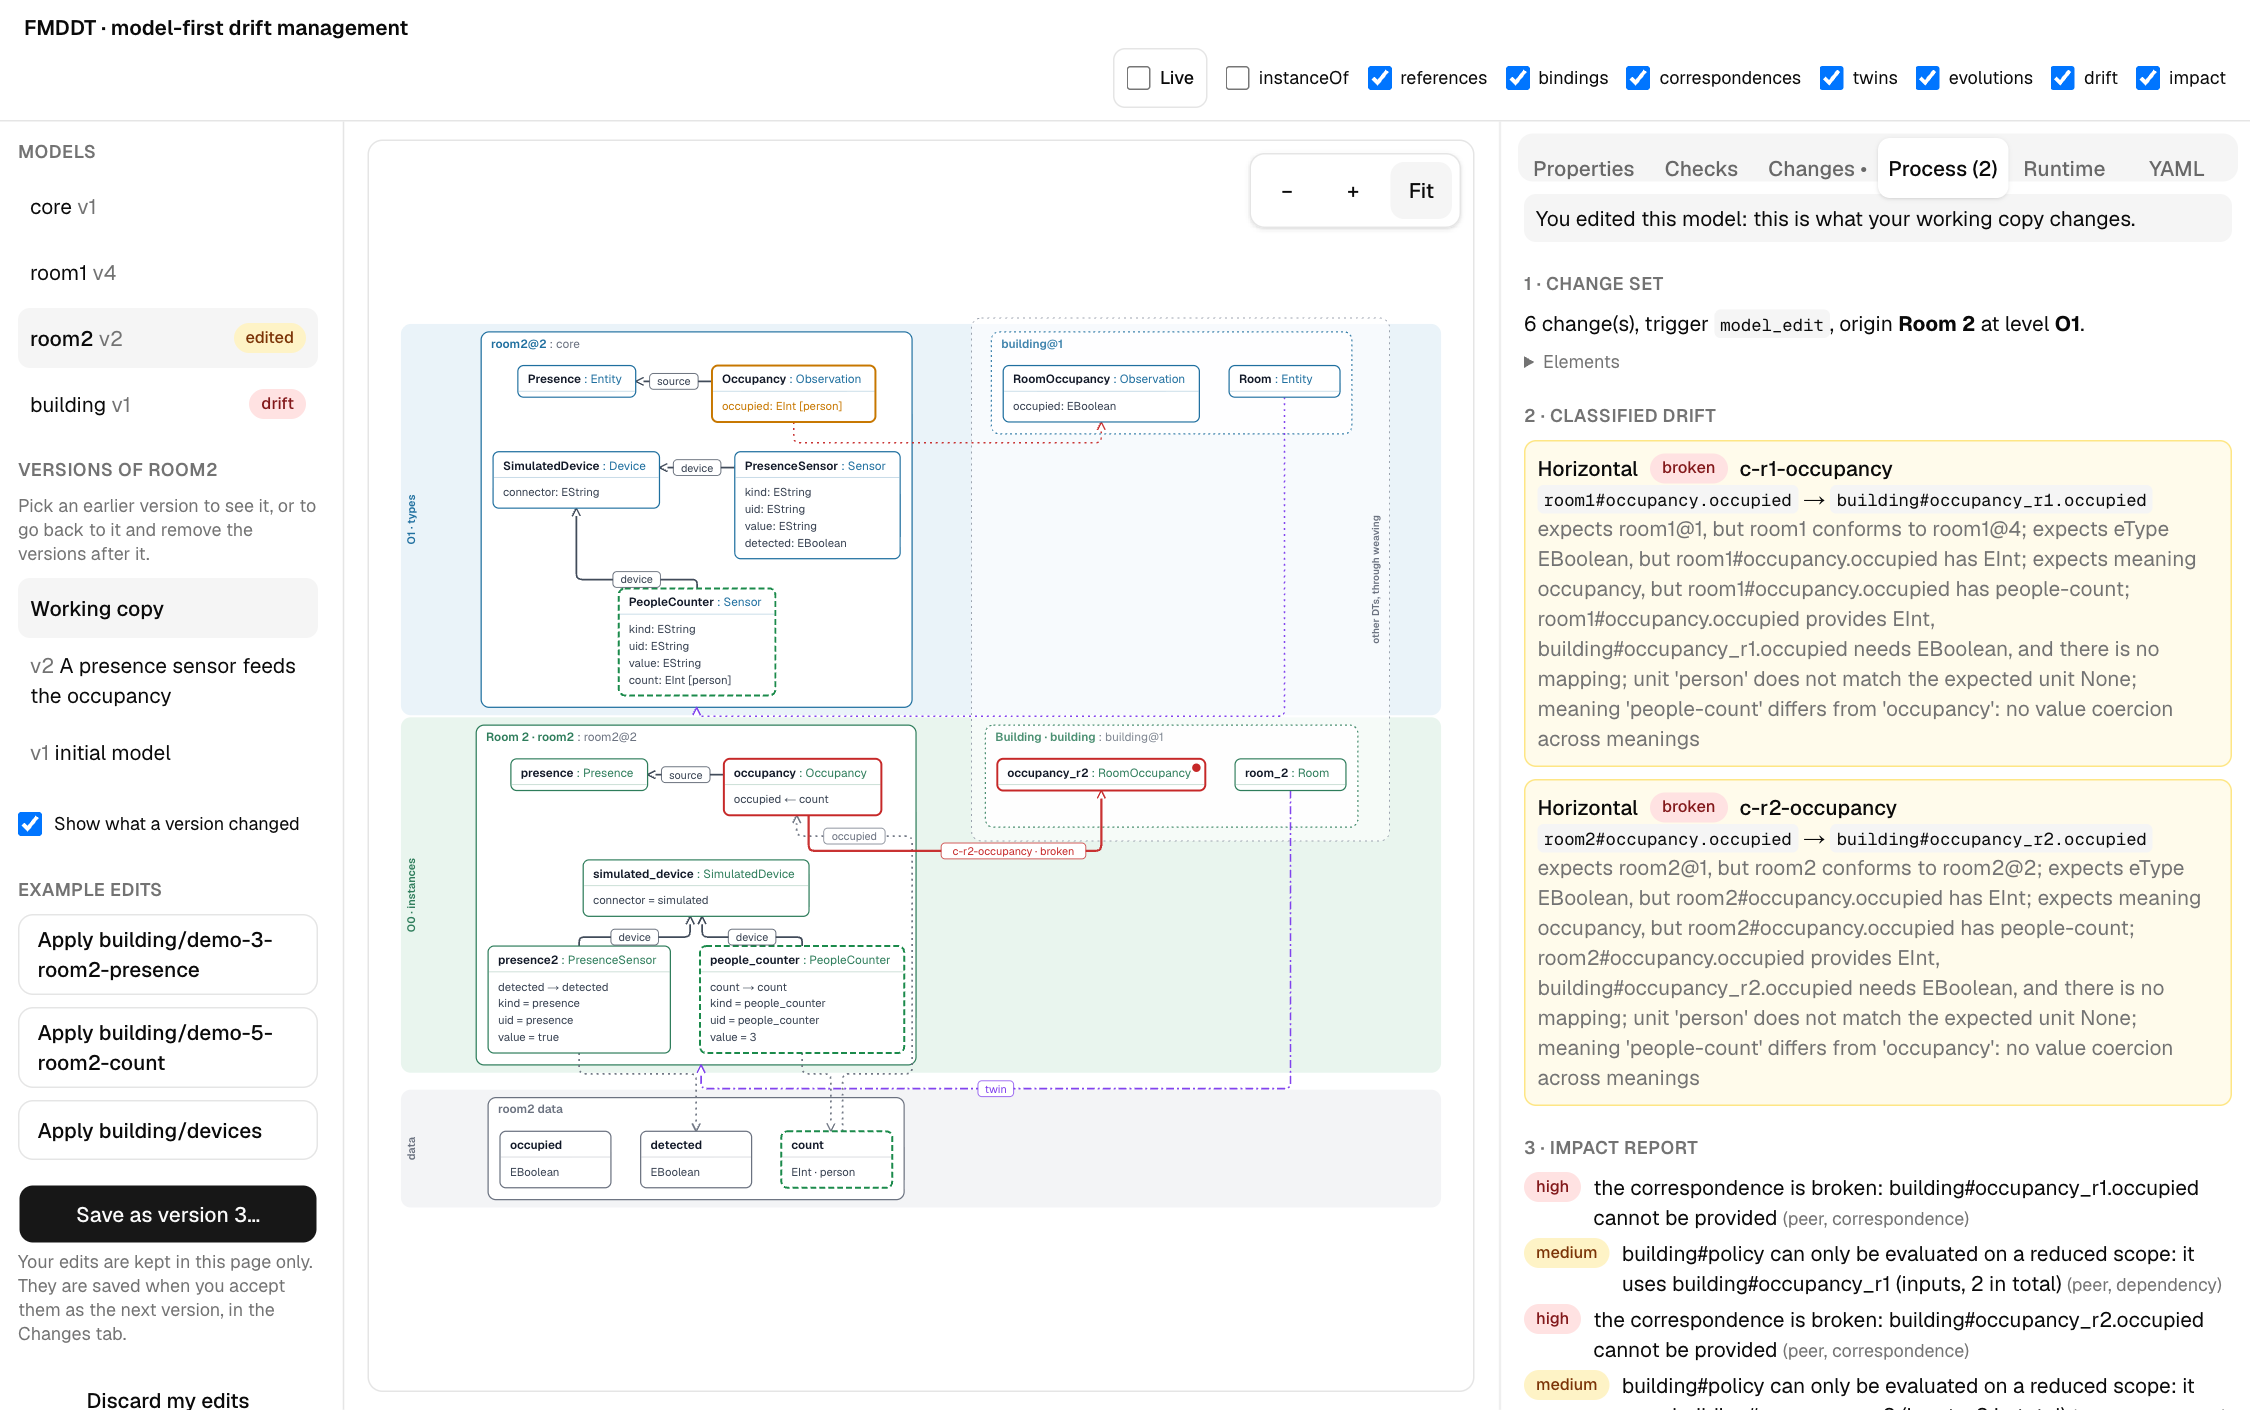 FMDDT · model-first drift management
Live
instanceOf
references
bindings
correspondences
twins
evolutions
drift
impact
MODELS
core v1
room1 v4
room2 v2
edited
building v1
drift
VERSIONS OF ROOM2
Pick an earlier version to see it, or to
go back to it and remove the
versions after it.
Working copy
v2 A presence sensor feeds
the occupancy
v1 initial model
Show what a version changed
EXAMPLE EDITS
Apply building/demo-3-
room2-presence
Apply building/demo-5-
room2-count
Apply building/devices
Save as version 3…
Your edits are kept in this page only.
They are saved when you accept
them as the next version, in the
Changes tab.
Discard my edits
−
+
Fit
O1 · types
room2@2 : core
Presence : Entity
source
Occupancy : Observation
occupied: EInt [person]
SimulatedDevice : Device
connector: EString
device
PresenceSensor : Sensor
kind: EString
uid: EString
value: EString
detected: EBoolean
device
PeopleCounter : Sensor
kind: EString
uid: EString
value: EString
count: EInt [person]
building@1
RoomOccupancy : Observation
occupied: EBoolean
Room : Entity
other DTs, through weaving
O0 · instances
Room 2 · room2 : room2@2
presence : Presence
source
occupancy : Occupancy
occupied ← count
occupied
Building · building : building@1
occupancy_r2 : RoomOccupancy
room_2 : Room
c-r2-occupancy · broken
simulated_device : SimulatedDevice
connector = simulated
device
device
presence2 : PresenceSensor
detected → detected
kind = presence
uid = presence
value = true
people_counter : PeopleCounter
count → count
kind = people_counter
uid = people_counter
value = 3
twin
data
room2 data
occupied
EBoolean
detected
EBoolean
count
EInt · person
Properties
Checks
Changes •
Process (2)
Runtime
YAML
You edited this model: this is what your working copy changes.
1 · CHANGE SET
6 change(s), trigger model_edit, origin Room 2 at level O1.
Elements
2 · CLASSIFIED DRIFT
Horizontal broken c-r1-occupancy
room1#occupancy.occupied → building#occupancy_r1.occupied
expects room1@1, but room1 conforms to room1@4; expects eType
EBoolean, but room1#occupancy.occupied has EInt; expects meaning
occupancy, but room1#occupancy.occupied has people-count;
room1#occupancy.occupied provides EInt,
building#occupancy_r1.occupied needs EBoolean, and there is no
mapping; unit 'person' does not match the expected unit None;
meaning 'people-count' differs from 'occupancy': no value coercion
across meanings
Horizontal broken c-r2-occupancy
room2#occupancy.occupied → building#occupancy_r2.occupied
expects room2@1, but room2 conforms to room2@2; expects eType
EBoolean, but room2#occupancy.occupied has EInt; expects meaning
occupancy, but room2#occupancy.occupied has people-count;
room2#occupancy.occupied provides EInt,
building#occupancy_r2.occupied needs EBoolean, and there is no
mapping; unit 'person' does not match the expected unit None;
meaning 'people-count' differs from 'occupancy': no value coercion
across meanings
3 · IMPACT REPORT
high the correspondence is broken: building#occupancy_r1.occupied
cannot be provided (peer, correspondence)
medium building#policy can only be evaluated on a reduced scope: it
uses building#occupancy_r1 (inputs, 2 in total) (peer, dependency)
high the correspondence is broken: building#occupancy_r2.occupied
cannot be provided (peer, correspondence)
medium building#policy can only be evaluated on a reduced scope: it